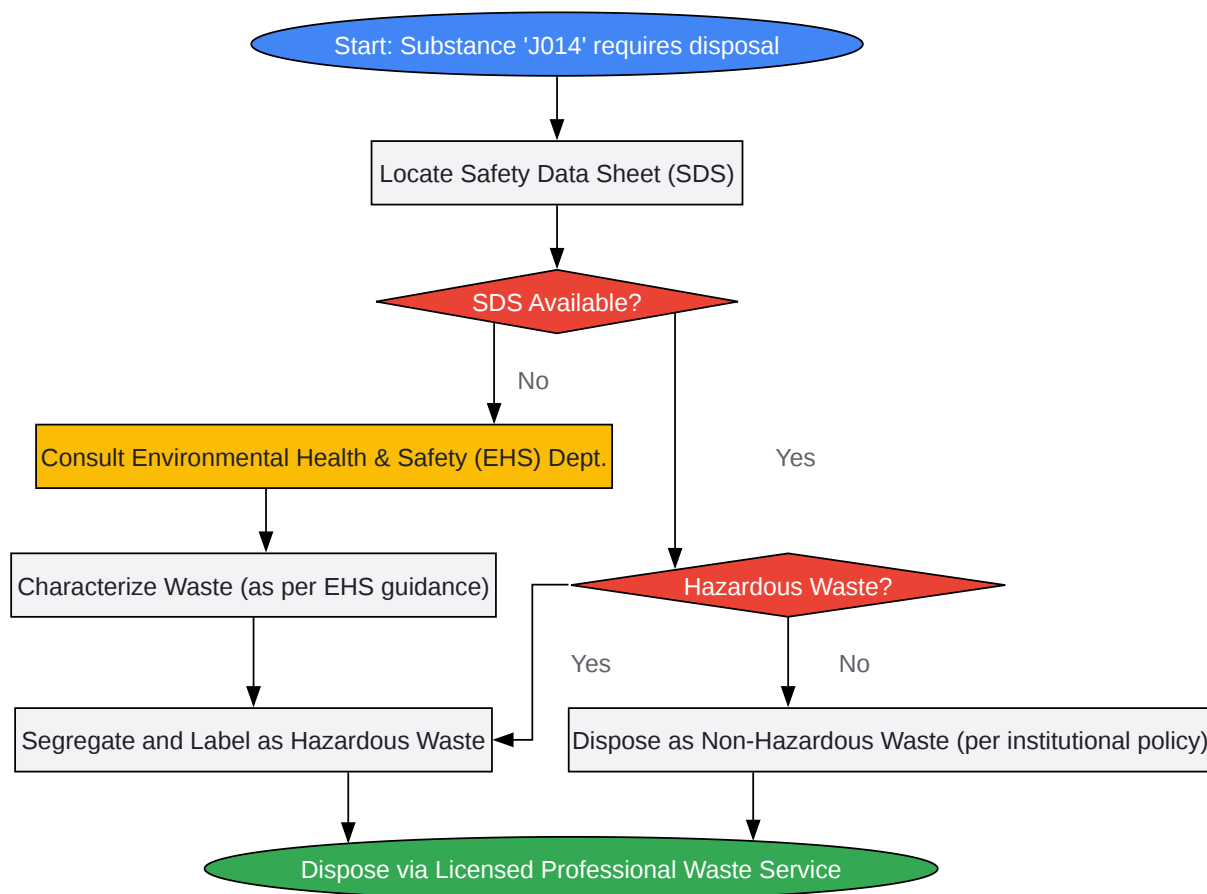 Start: Substance 'J014' requires disposal
Locate Safety Data Sheet (SDS)
SDS Available?
No
Consult Environmental Health & Safety (EHS) Dept.
Yes
Characterize Waste (as per EHS guidance)
Hazardous Waste?
Yes
No
Segregate and Label as Hazardous Waste
Dispose as Non-Hazardous Waste (per institutional policy)
Dispose via Licensed Professional Waste Service